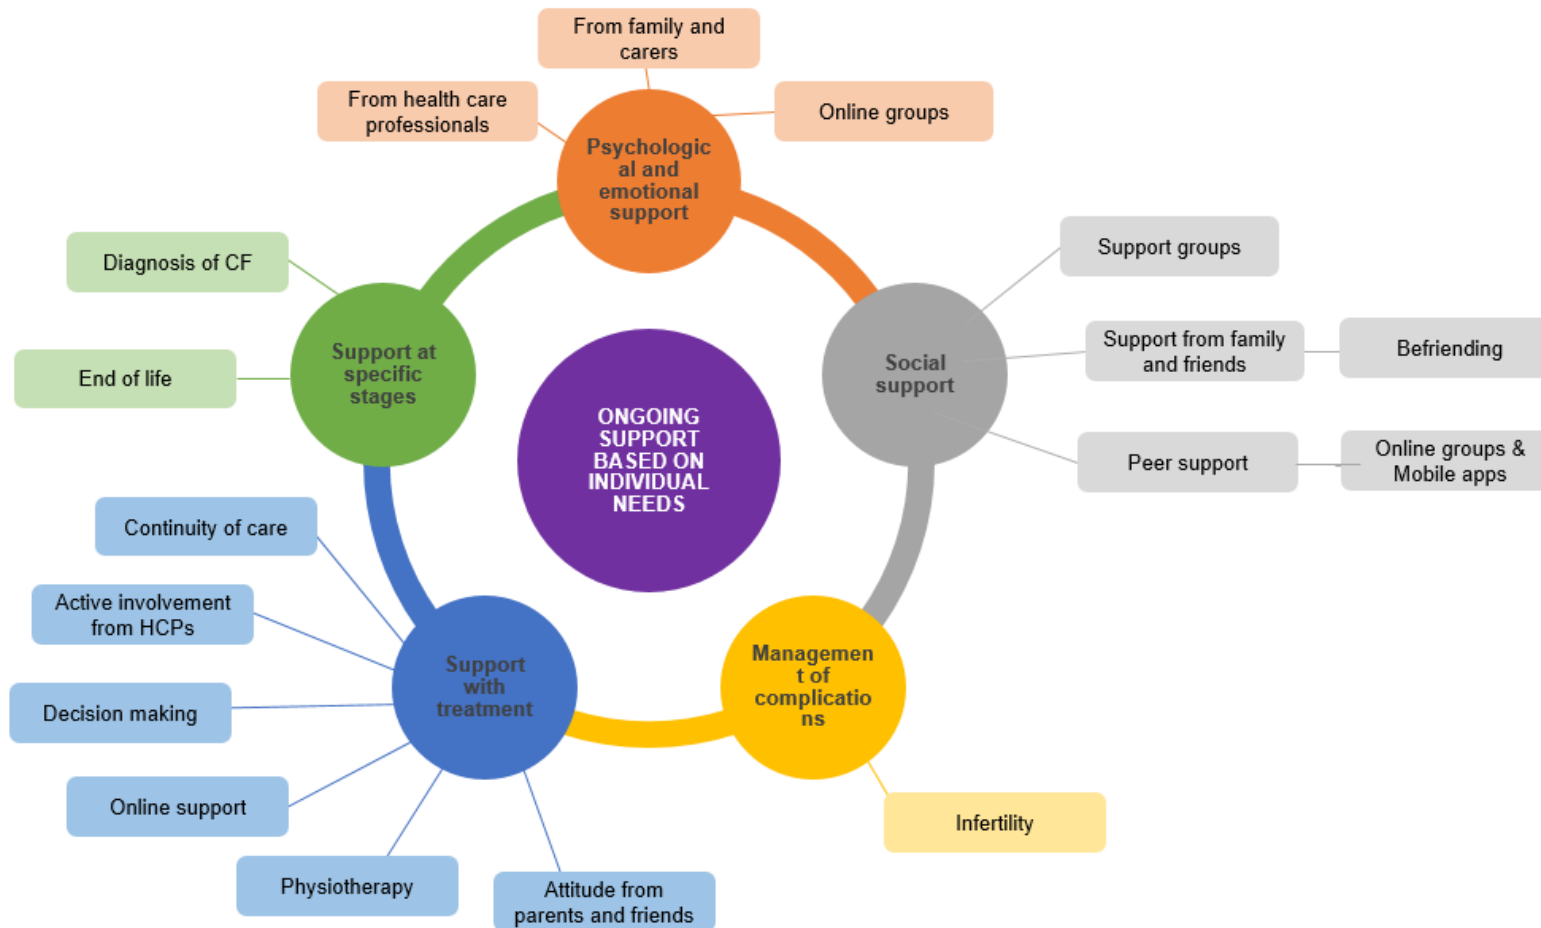 From family and
carers
From health care
professionals
Online groups
Psychologic
al and
emotional
support
Diagnosis of CF
End of life
Support at
specific
stages
Support groups
Support from family
and friends
Befriending
Social
support
Peer support
Online groups &
Mobile apps
ONGOING
SUPPORT
BASED ON
INDIVIDUAL
NEEDS
Continuity of care
Active involvement
from HCPs
Decision making
Online support
Physiotherapy
Attitude from
parents and friends
Support
with
treatment
Managemen
t of
complicatio
ns
Infertility